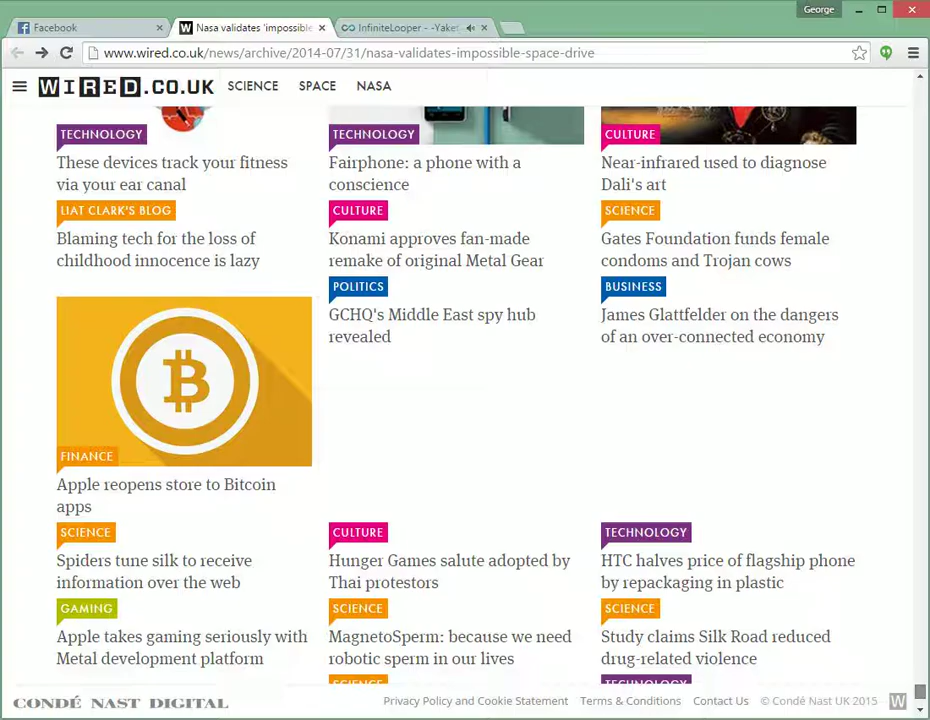 George
Facebook
Nasa validates 'impossible
InfiniteLooper - -Yaket
www.wired.co.uk/news/archive/2014-07/31/nasa-validates-impossible-space-drive
WIRED.CO.UK SCIENCE SPACE NASA
TECHNOLOGY
These devices track your fitness
via your ear canal
TECHNOLOGY
Fairphone: a phone with a
conscience
CULTURE
Near-infrared used to diagnose
Dali's art
LIAT CLARK'S BLOG
Blaming tech for the loss of
childhood innocence is lazy
CULTURE
Konami approves fan-made
remake of original Metal Gear
SCIENCE
Gates Foundation funds female
condoms and Trojan cows
POLITICS
GCHQ's Middle East spy hub
revealed
BUSINESS
James Glattfelder on the dangers
of an over-connected economy
FINANCE
Apple reopens store to Bitcoin
apps
SCIENCE
Spiders tune silk to receive
information over the web
CULTURE
Hunger Games salute adopted by
Thai protestors
TECHNOLOGY
HTC halves price of flagship phone
by repackaging in plastic
GAMING
Apple takes gaming seriously with
Metal development platform
SCIENCE
MagnetoSperm: because we need
robotic sperm in our lives
SCIENCE
Study claims Silk Road reduced
drug-related violence
SCIENCE
TECHNOLOGY
CONDÉ NAST DIGITAL
Privacy Policy and Cookie Statement Terms & Conditions Contact Us © Condé Nast UK 2015 W